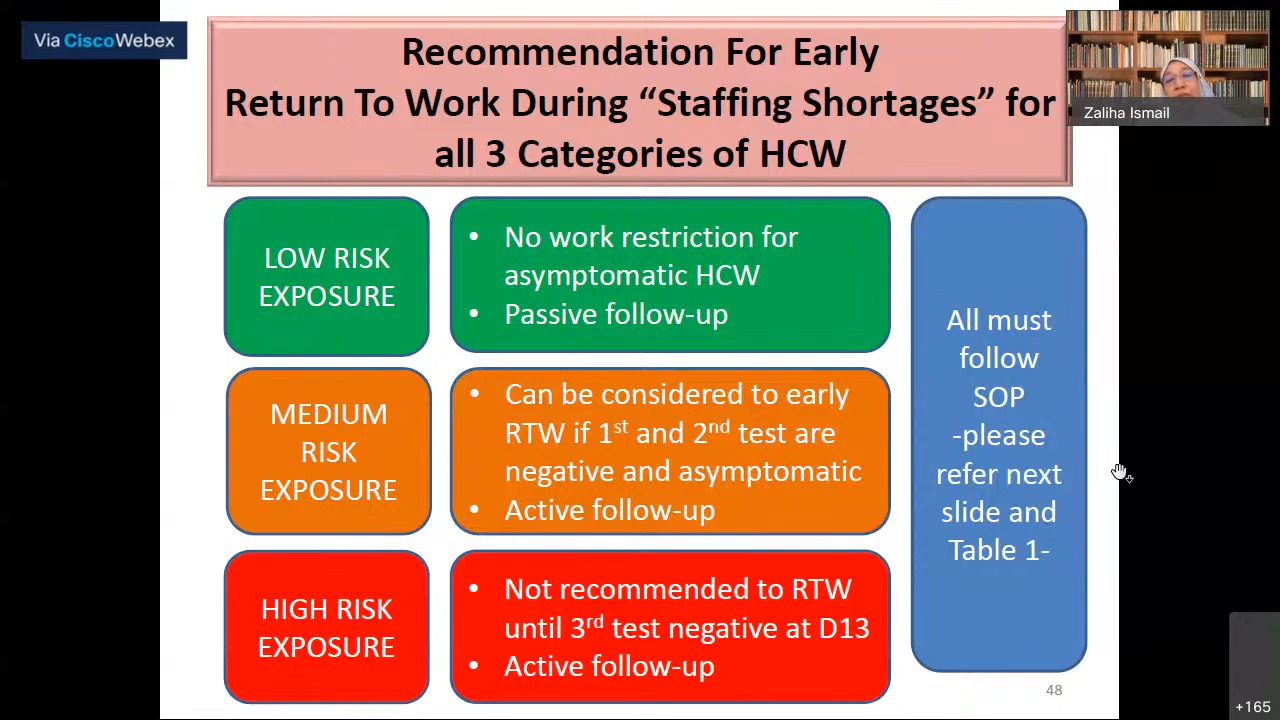 Via CiscoWebex
Recommendation For Early
Return To Work During “Staffing Shortages” for
all 3 Categories of HCW
Zaliha Ismail
LOW RISK
EXPOSURE
• No work restriction for
asymptomatic HCW
• Passive follow-up
MEDIUM
RISK
EXPOSURE
• Can be considered to early
RTW if 1st and 2nd test are
negative and asymptomatic
• Active follow-up
HIGH RISK
EXPOSURE
• Not recommended to RTW
until 3rd test negative at D13
• Active follow-up
All must
follow
SOP
-please
refer next
slide and
Table 1-
48
+165